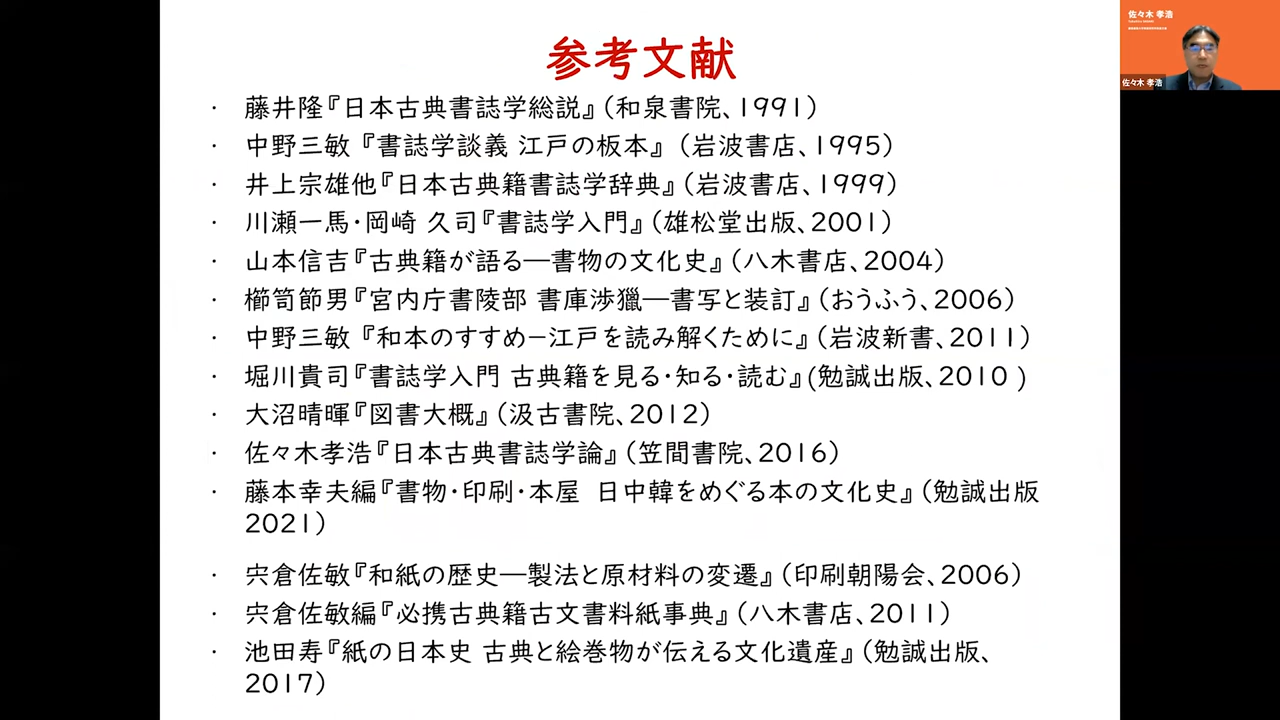 参考文献
・ 藤井隆『日本古典書誌学総説』(和泉書院、1991)
・ 中野三敏 『書誌学談義 江戸の板本』 (岩波書店、1995)
・ 井上宗雄他『日本古典籍書誌学辞典』(岩波書店、1999)
・ 川瀬一馬・岡崎 久司『書誌学入門』(雄松堂出版、2001)
・ 山本信吉『古典籍が語る―書物の文化史』(八木書店、2004)
・ 櫛笥節男『宮内庁書陵部 書庫渉獵―書写と装訂』(おうふう、2006)
・ 中野三敏 『和本のすすめ−江戸を読み解くために』(岩波新書、2011)
・ 堀川貴司『書誌学入門 古典籍を見る・知る・読む』(勉誠出版、2010 )
・ 大沼晴暉『図書大概』(汲古書院、2012)
・ 佐々木孝浩『日本古典書誌学論』(笠間書院、2016)
・ 藤本幸夫編『書物・印刷・本屋 日中韓をめぐる本の文化史』(勉誠出版
2021)
・ 宍倉佐敏『和紙の歴史―製法と原材料の変遷』(印刷朝陽会、2006)
・ 宍倉佐敏編『必携古典籍古文書料紙事典』(八木書店、2011)
・ 池田寿『紙の日本史 古典と絵巻物が伝える文化遺産』(勉誠出版、
2017)
佐々木 孝浩
佐々木 孝浩